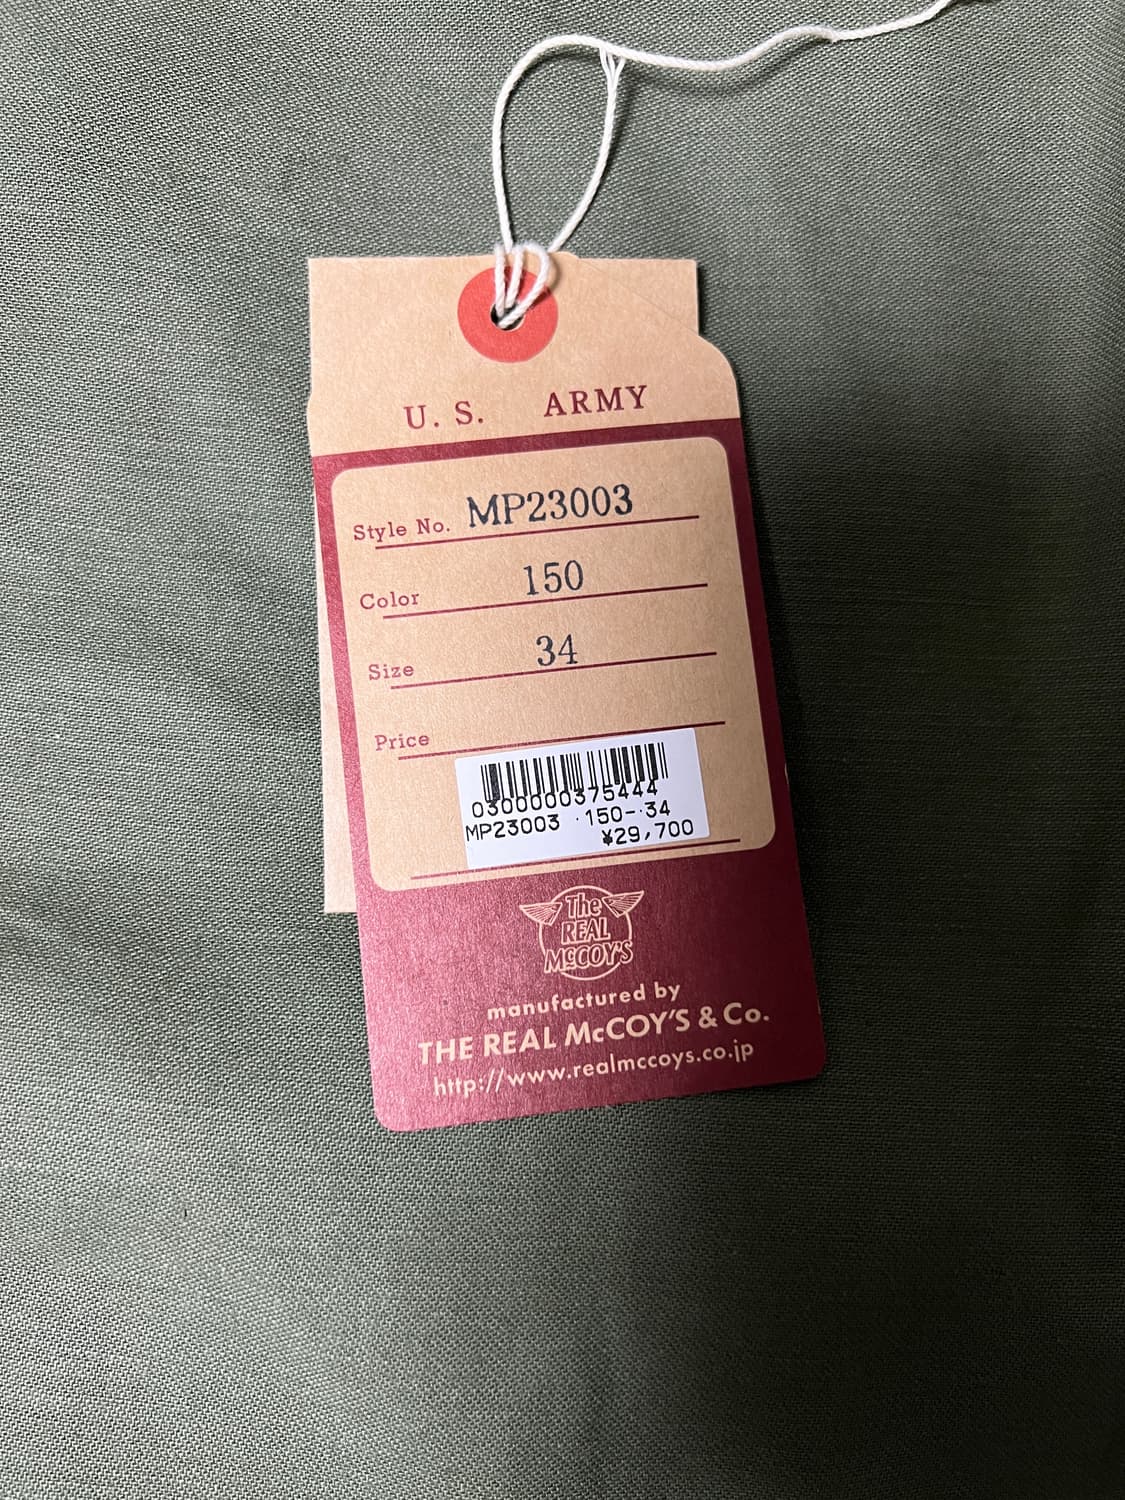 U. S. ARMY
Style No. MP23003
Color 150
Size 34
Price
0300000375444
MP23003 150-34
¥29,700
The
REAL
McCOY'S
manufactured by
THE REAL McCOY'S & Co.
http://www.realmccoys.co.jp